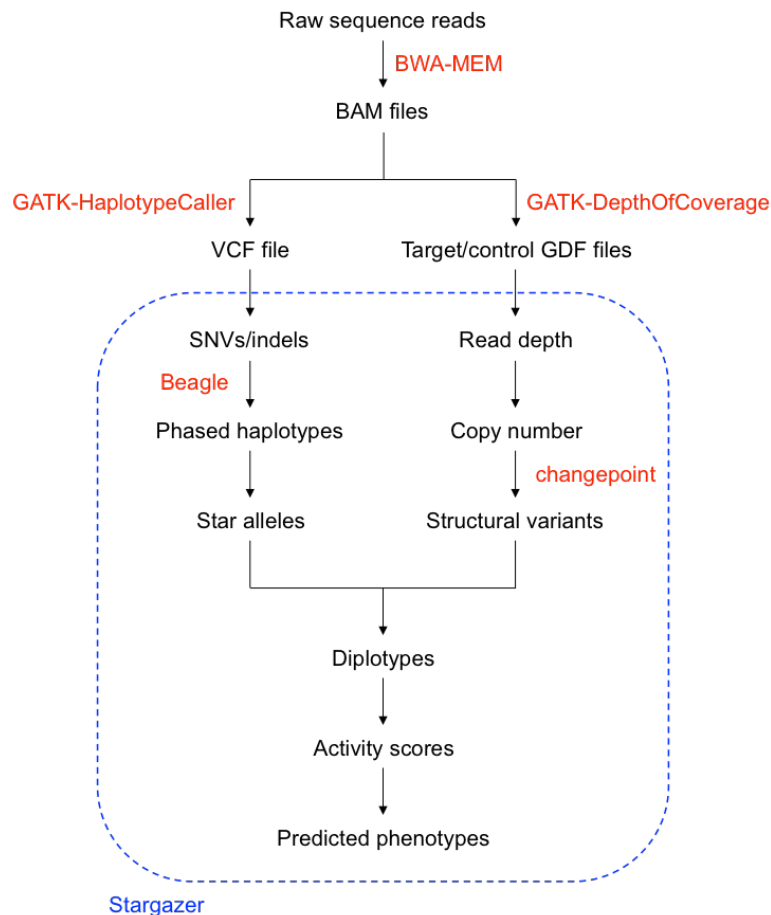 Raw sequence reads
BWA-MEM
BAM files
GATK-HaplotypeCaller
GATK-DepthOfCoverage
VCF file
Target/control GDF files
SNVs/indels
Read depth
Beagle
Phased haplotypes
Copy number
changepoint
Star alleles
Structural variants
Diplotypes
Activity scores
Predicted phenotypes
Stargazer